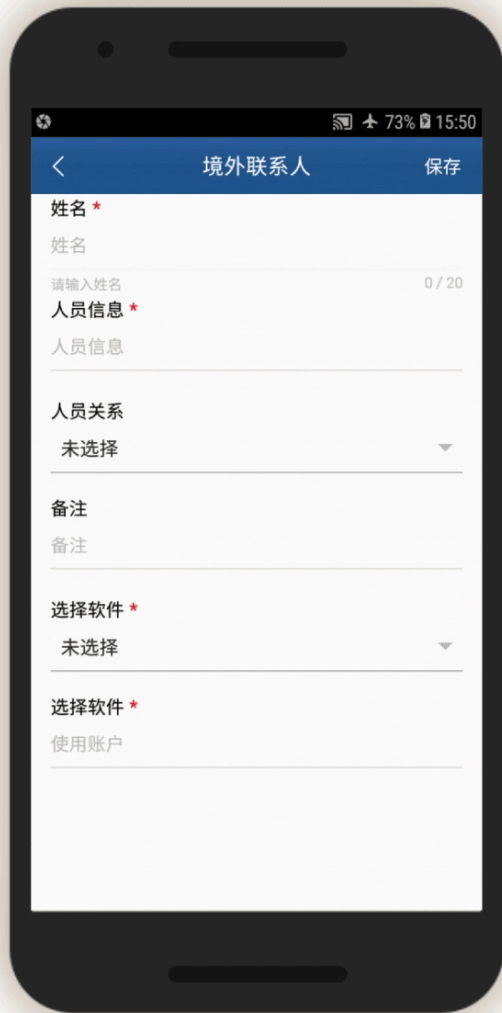 73% 15:50
境外联系人 保存
姓名 *
姓名
请输入姓名 0 / 20
人员信息 *
人员信息
人员关系
未选择
备注
备注
选择软件 *
未选择
选择软件 *
使用账户